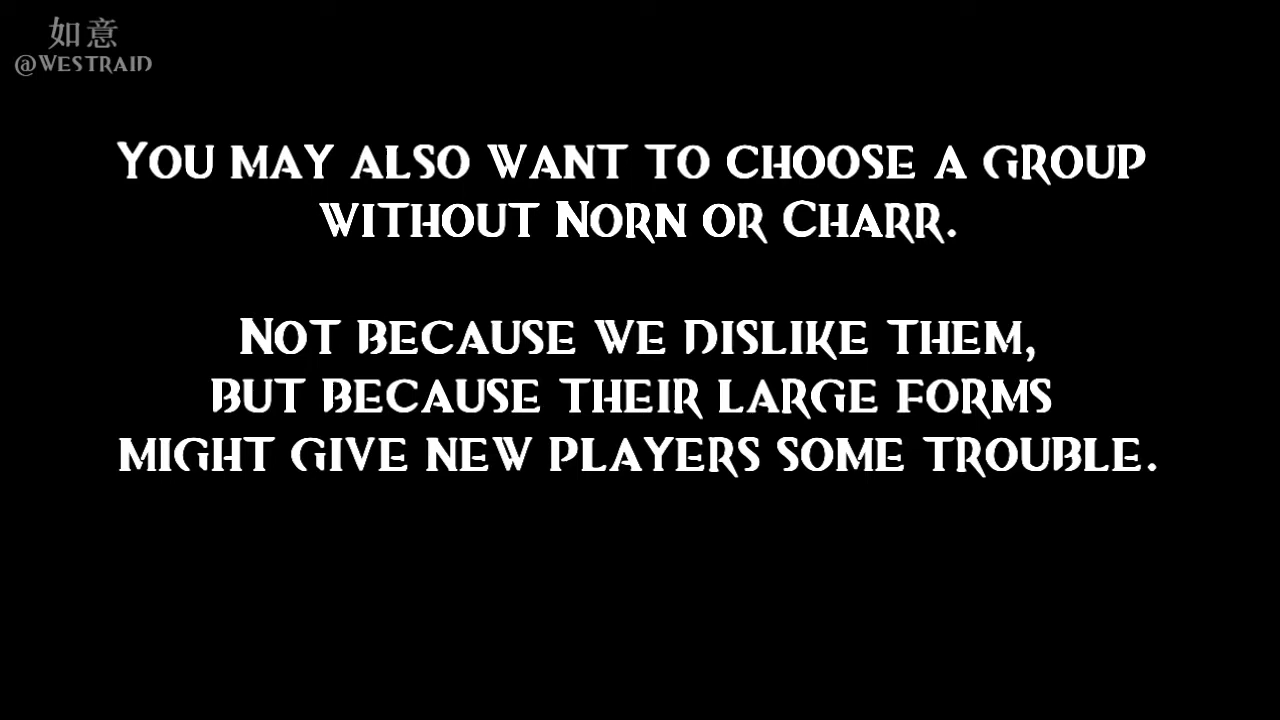 如意
@WESTRAID
YOU MAY ALSO WANT TO CHOOSE A GROUP
WITHOUT NORN OR CHARR.
NOT BECAUSE WE DISLIKE THEM,
BUT BECAUSE THEIR LARGE FORMS
MIGHT GIVE NEW PLAYERS SOME TROUBLE.